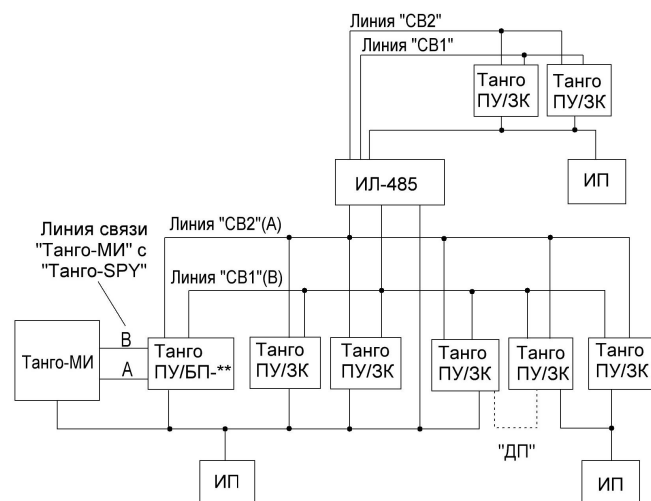 Линия "СВ2"
Линия "СВ1"
Танго
ПУ/ЗК
Танго
ПУ/ЗК
ИЛ-485
ИП
Линия связи
"Танго-МИ" с
"Танго-SPY"
Линия "СВ2"(А)
Линия "СВ1"(В)
Танго-МИ
В
А
Танго
ПУ/БП-**
Танго
ПУ/ЗК
Танго
ПУ/ЗК
Танго
ПУ/ЗК
Танго
ПУ/ЗК
Танго
ПУ/ЗК
"ДП"
ИП
ИП